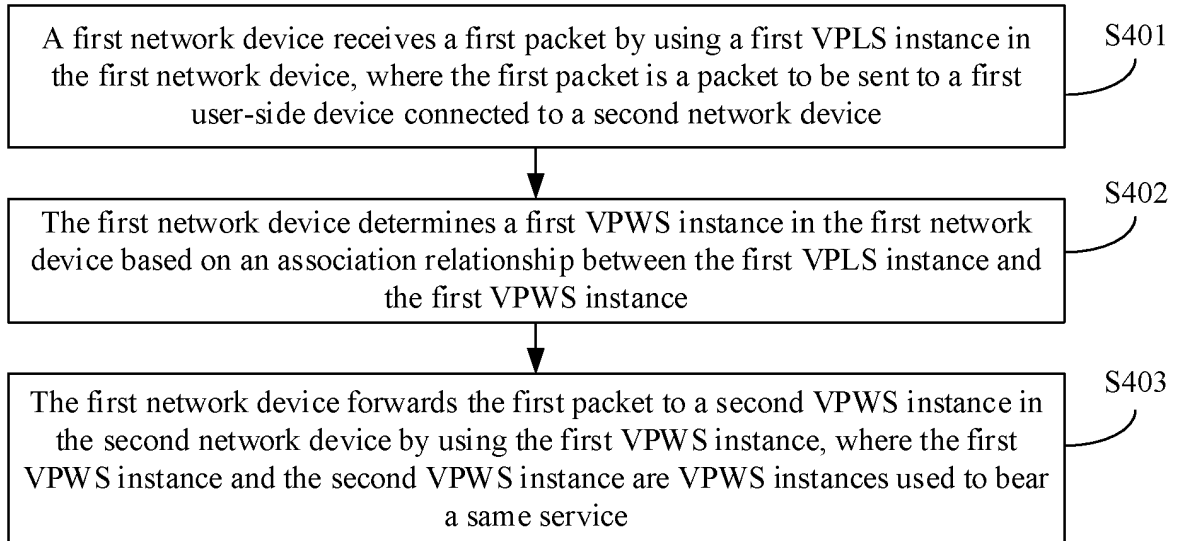 A first network device receives a first packet by using a first VPLS instance in
the first network device, where the first packet is a packet to be sent to a first
user-side device connected to a second network device
S401
The first network device determines a first VPWS instance in the first network
device based on an association relationship between the first VPLS instance and
the first VPWS instance
S402
The first network device forwards the first packet to a second VPWS instance in
the second network device by using the first VPWS instance, where the first
VPWS instance and the second VPWS instance are VPWS instances used to bear
a same service
S403